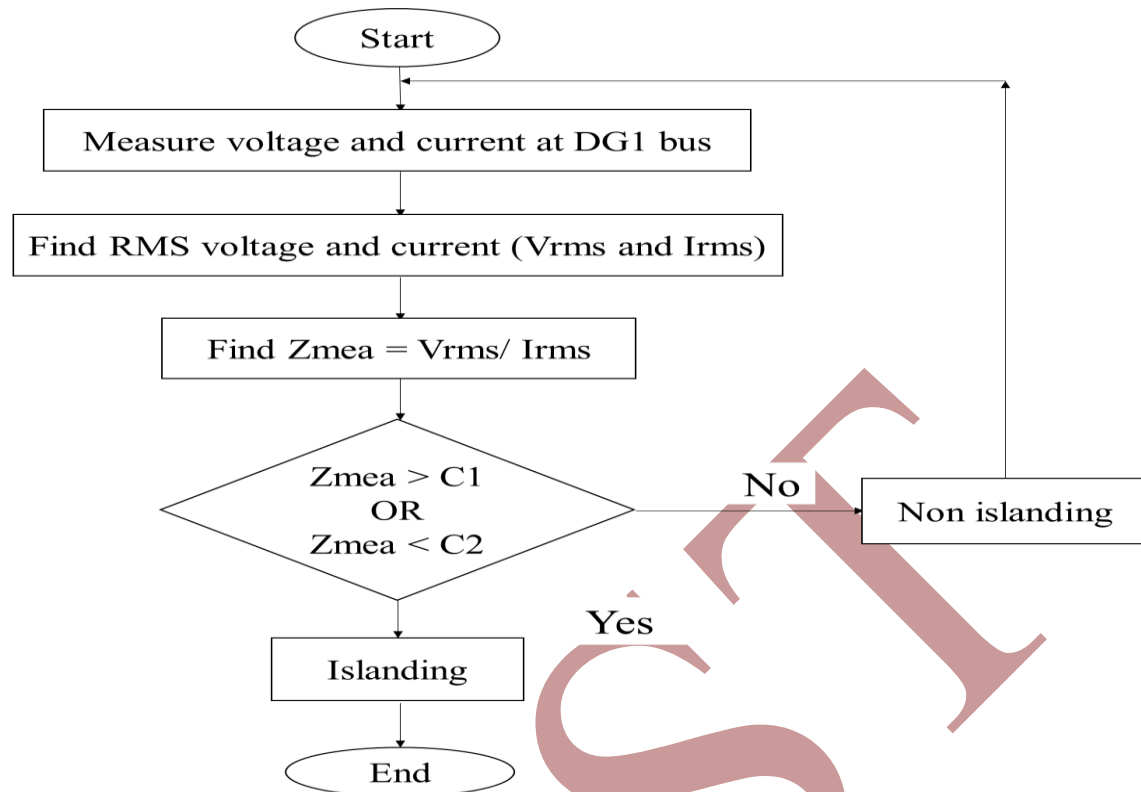 Start
Measure voltage and current at DG1 bus
Find RMS voltage and current (Vrms and Irms)
Find Zmea = Vrms/ Irms
Zmea > C1
OR
Zmea < C2
No
Non islanding
Yes
Islanding
End
ST